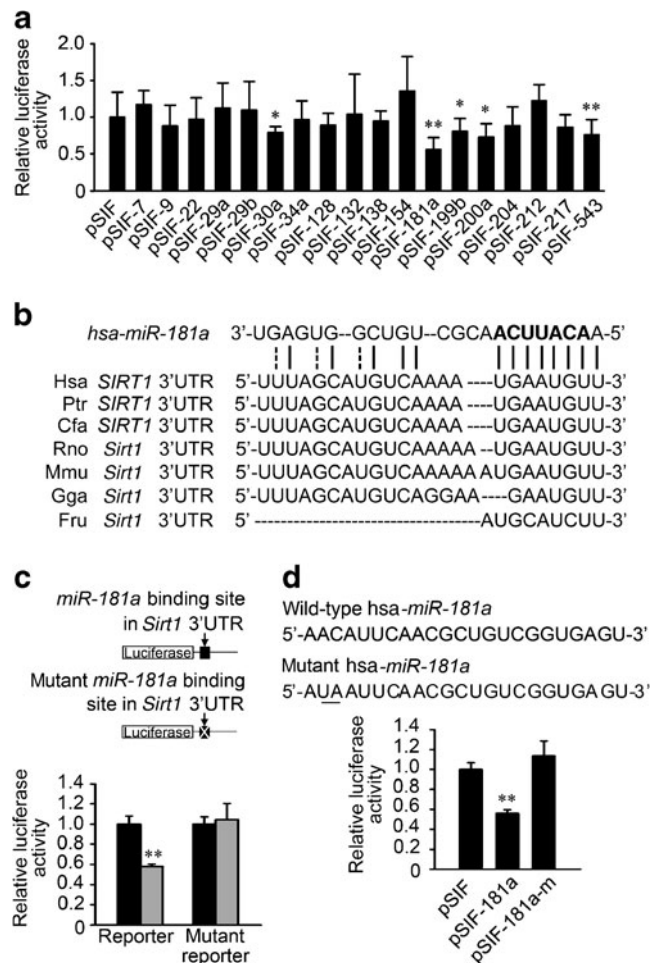 a
Relative luciferase
activity
2.0
1.5
1.0
0.5
0
*
**
*
*
**
pSIF
pSIF-7
pSIF-9
pSIF-22
pSIF-29a
pSIF-29b
pSIF-30a
pSIF-34a
pSIF-128
pSIF-132
pSIF-138
pSIF-154
pSIF-181a
pSIF-199b
pSIF-200a
pSIF-204
pSIF-212
pSIF-217
pSIF-543
b
hsa-miR-181a 3'-UGAGUG--GCUGU--CGCAACUUACAA-5'
Hsa SIRT1 3'UTR 5'-UUUAGCAUGUCAAAA ----UGAAUGUU-3'
Ptr SIRT1 3'UTR 5'-UUUAGCAUGUCAAAA ----UGAAUGUU-3'
Cfa SIRT1 3'UTR 5'-UUUAGCAUGUCAAAA ----UGAAUGUU-3'
Rno Sirt1 3'UTR 5'-UUUAGCAUGUCAAAAA --UGAAUGUU-3'
Mmu Sirt1 3'UTR 5'-UUUAGCAUGUCAAAAAAUGAAUGUU-3'
Gga Sirt1 3'UTR 5'-UUUAGCAUGUCAGGAA----GAAUGUU-3'
Fru Sirt1 3'UTR 5'--------------------------------AUGCAUCUU-3'
c
miR-181a binding site
in Sirt1 3'UTR
Luciferase
Mutant miR-181a binding
site in Sirt1 3'UTR
Luciferase
X
Relative luciferase
activity
1.4
1.2
1.0
0.8
0.6
0.4
0.2
0
**
Reporter
Mutant
reporter
d
Wild-type hsa-miR-181a
5'-AACAUUCAACGCUGUCGGUGAGU-3'
Mutant hsa-miR-181a
5'-AUAAUUCAACGCUGUCGGUGAGU-3'
Relative luciferase
activity
1.4
1.2
1.0
0.8
0.6
0.4
0.2
0
**
pSIF
pSIF-181a
pSIF-181a-m